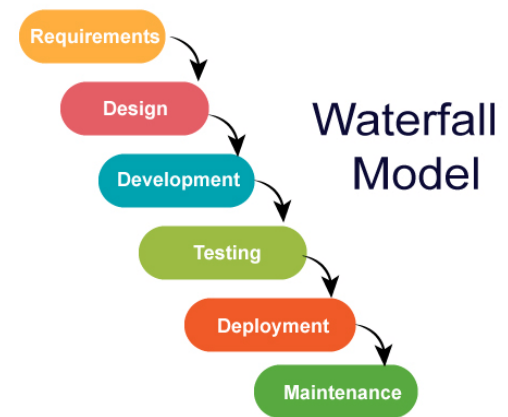 Requirements
Design
Waterfall
Model
Development
Testing
Deployment
Maintenance